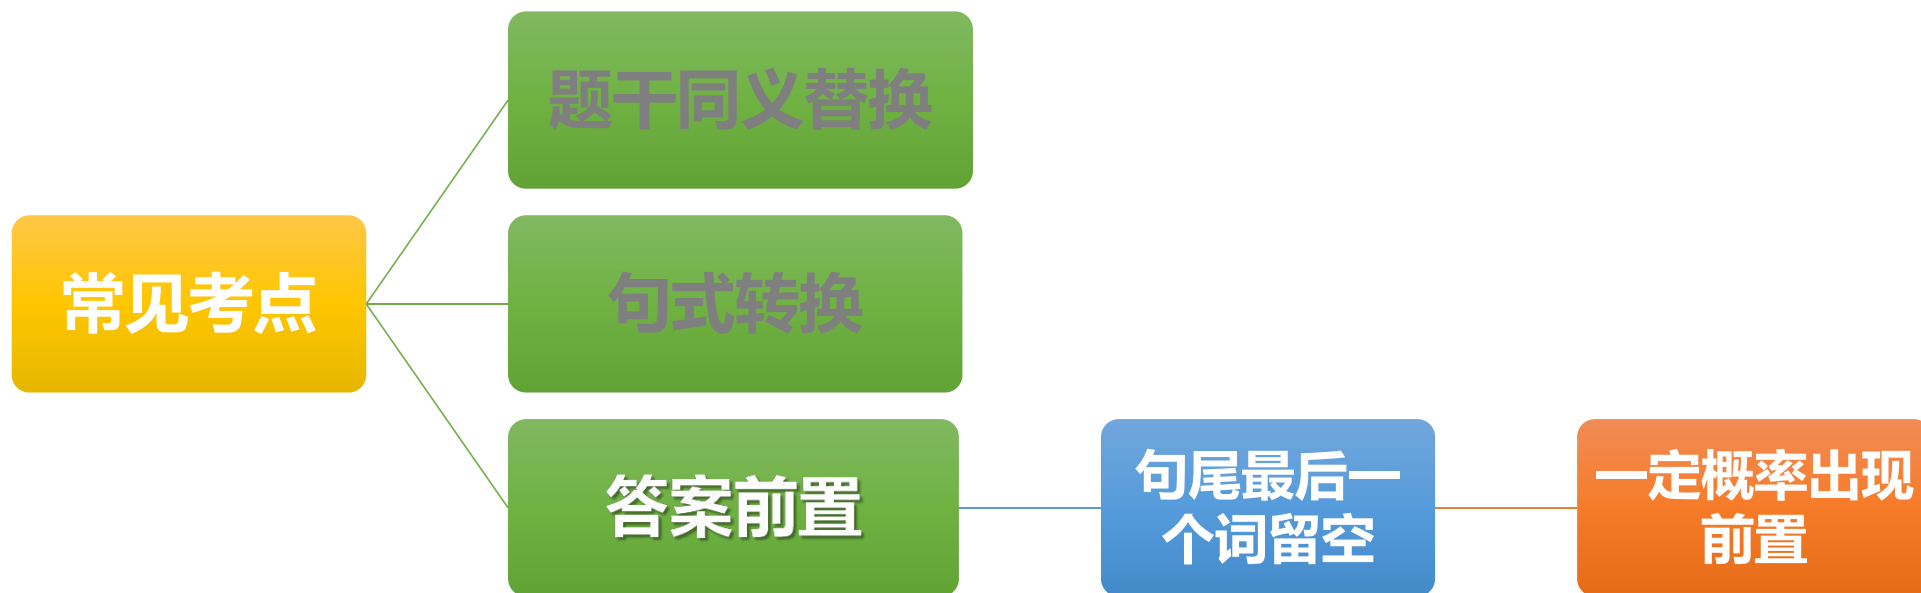 题干同义替换
常见考点
句式转换
答案前置
句尾最后一
个词留空
一定概率出现
前置